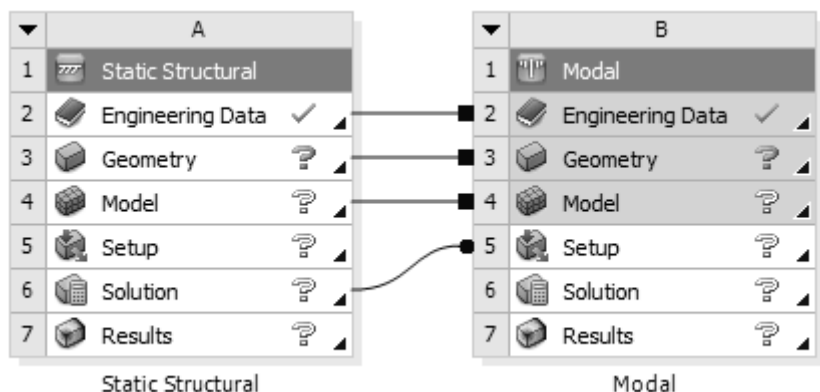 A
1 Static Structural
2 Engineering Data
3 Geometry ?
4 Model ?
5 Setup ?
6 Solution ?
7 Results ?
Static Structural
B
1 Modal
2 Engineering Data
3 Geometry ?
4 Model ?
5 Setup ?
6 Solution ?
7 Results ?
Modal